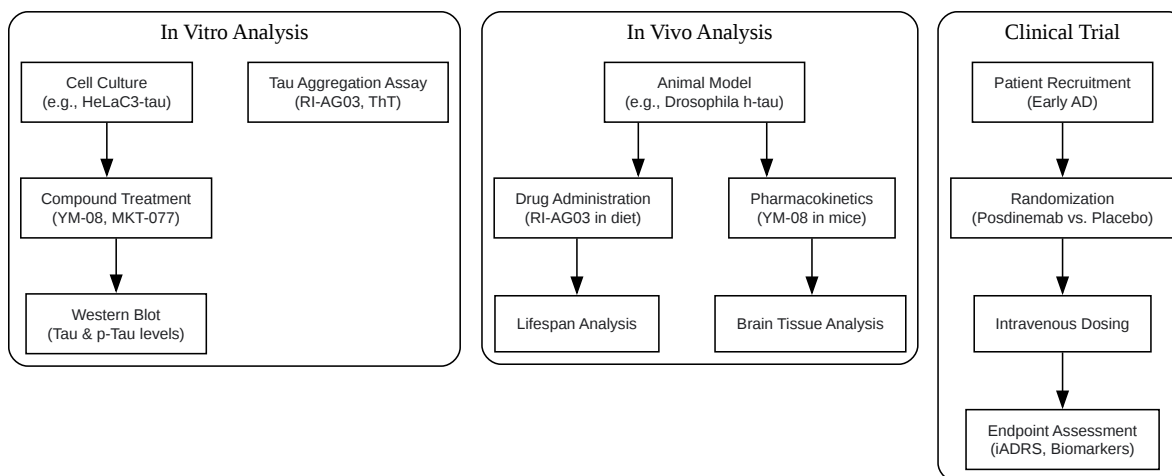 In Vitro Analysis
Cell Culture
(e.g., HeLaC3-tau)
Tau Aggregation Assay
(RI-AG03, ThT)
Compound Treatment
(YM-08, MKT-077)
Western Blot
(Tau & p-Tau levels)
In Vivo Analysis
Animal Model
(e.g., Drosophila h-tau)
Drug Administration
(RI-AG03 in diet)
Pharmacokinetics
(YM-08 in mice)
Lifespan Analysis
Brain Tissue Analysis
Clinical Trial
Patient Recruitment
(Early AD)
Randomization
(Posdinemab vs. Placebo)
Intravenous Dosing
Endpoint Assessment
(iADRS, Biomarkers)